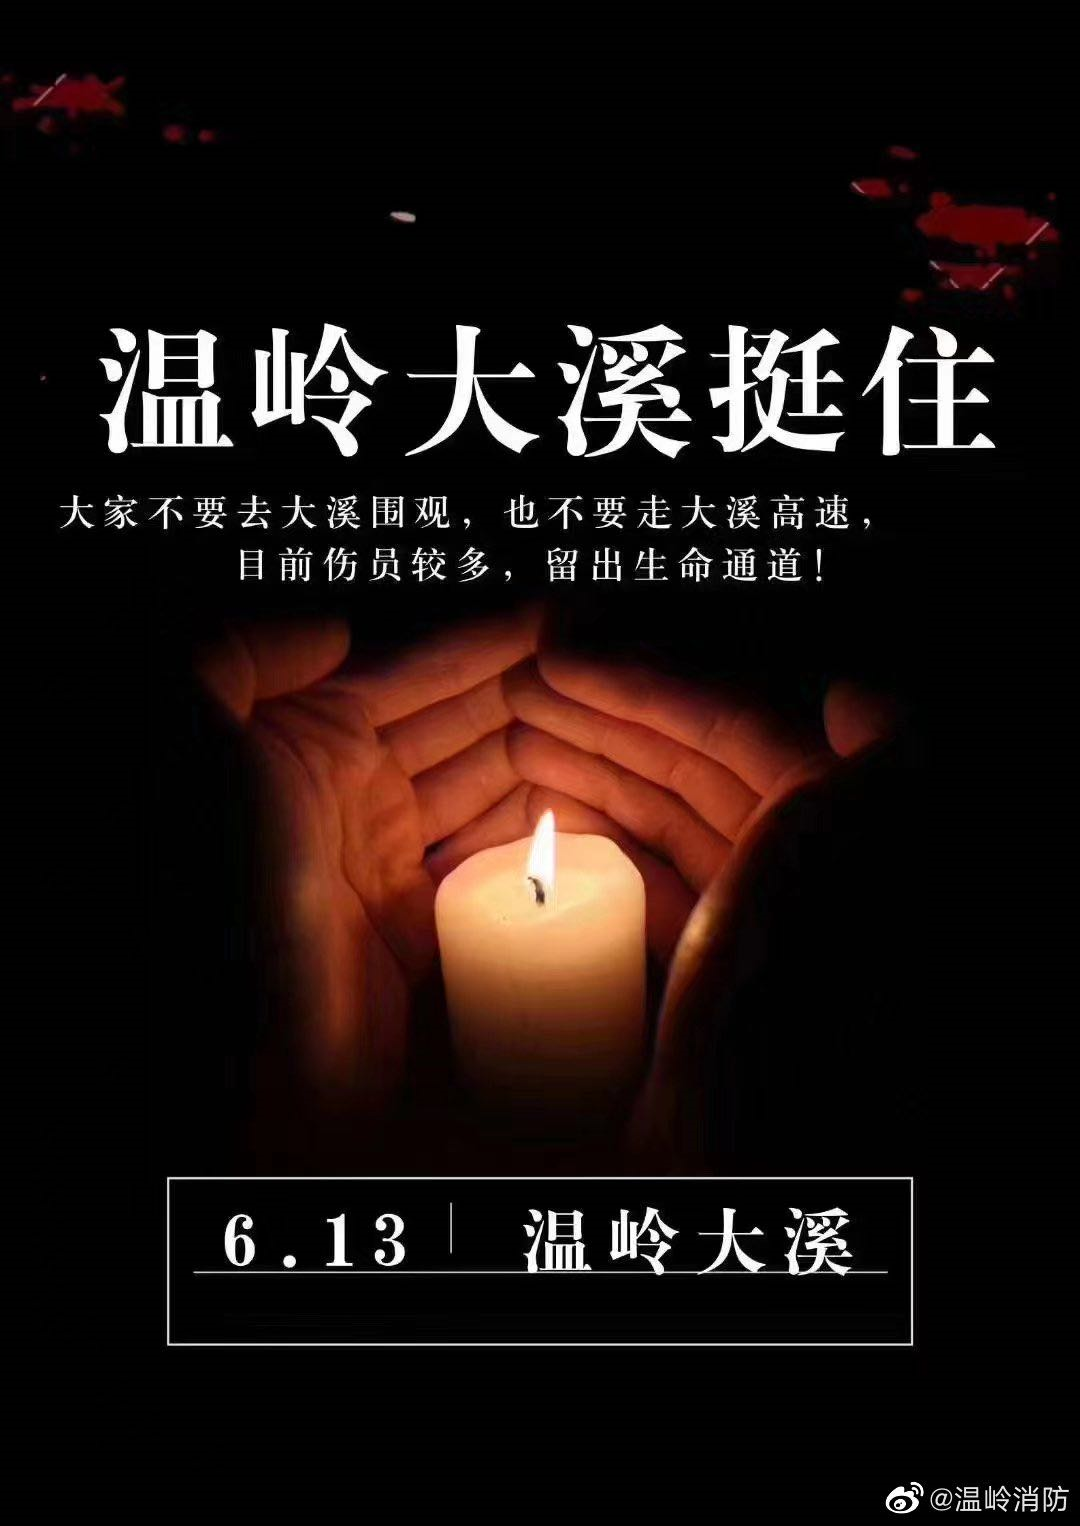 温岭大溪挺住
大家不要去大溪围观，也不要走大溪高速，
目前伤员较多，留出生命通道！
6.13 | 温岭大溪
@温岭消防